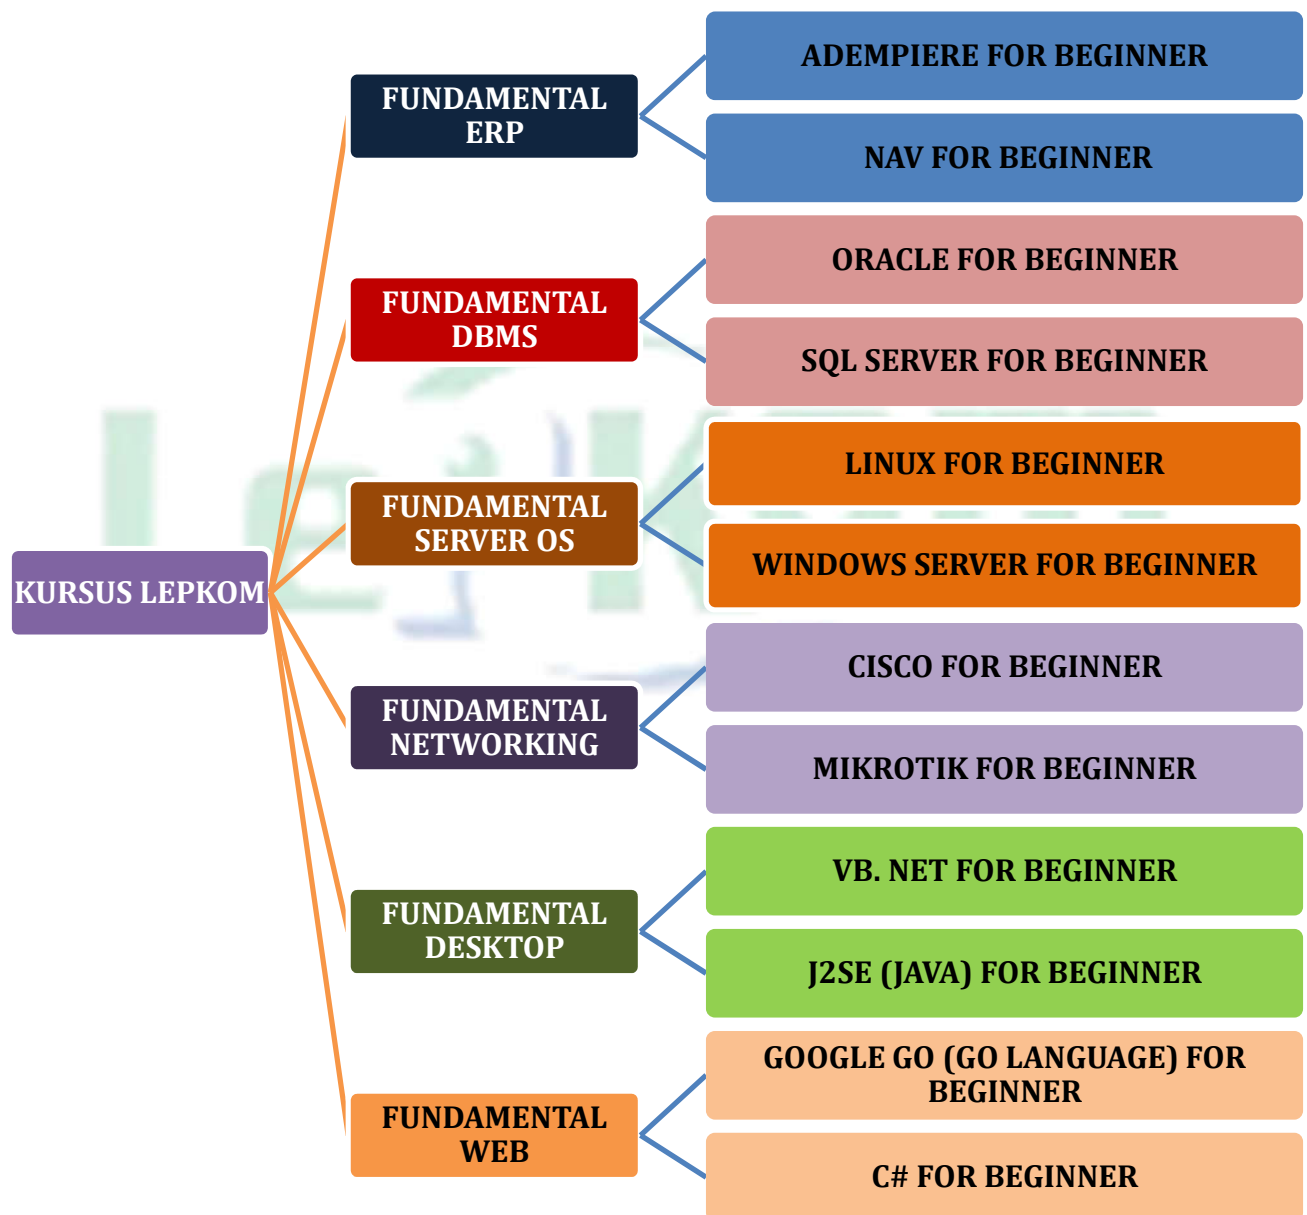 KURSUS LEPKOM
FUNDAMENTAL
ERP
ADEMPIERE FOR BEGINNER
NAV FOR BEGINNER
FUNDAMENTAL
DBMS
ORACLE FOR BEGINNER
SQL SERVER FOR BEGINNER
FUNDAMENTAL
SERVER OS
LINUX FOR BEGINNER
WINDOWS SERVER FOR BEGINNER
FUNDAMENTAL
NETWORKING
CISCO FOR BEGINNER
MIKROTIK FOR BEGINNER
FUNDAMENTAL
DESKTOP
VB. NET FOR BEGINNER
J2SE (JAVA) FOR BEGINNER
FUNDAMENTAL
WEB
GOOGLE GO (GO LANGUAGE) FOR
BEGINNER
C# FOR BEGINNER